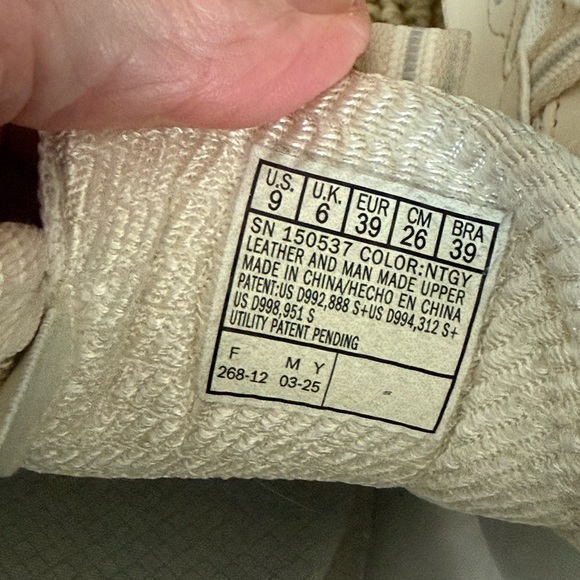 U.S. U.K. EUR CM BRA
9 6 39 26 39
SN 150537 COLOR:NTGY
LEATHER AND MAN MADE UPPER
MADE IN CHINA/HECHO EN CHINA
PATENT:US D992,888 S+US D994,312 S+
US D998,951 S
UTILITY PATENT PENDING
F M Y
268-12 03-25